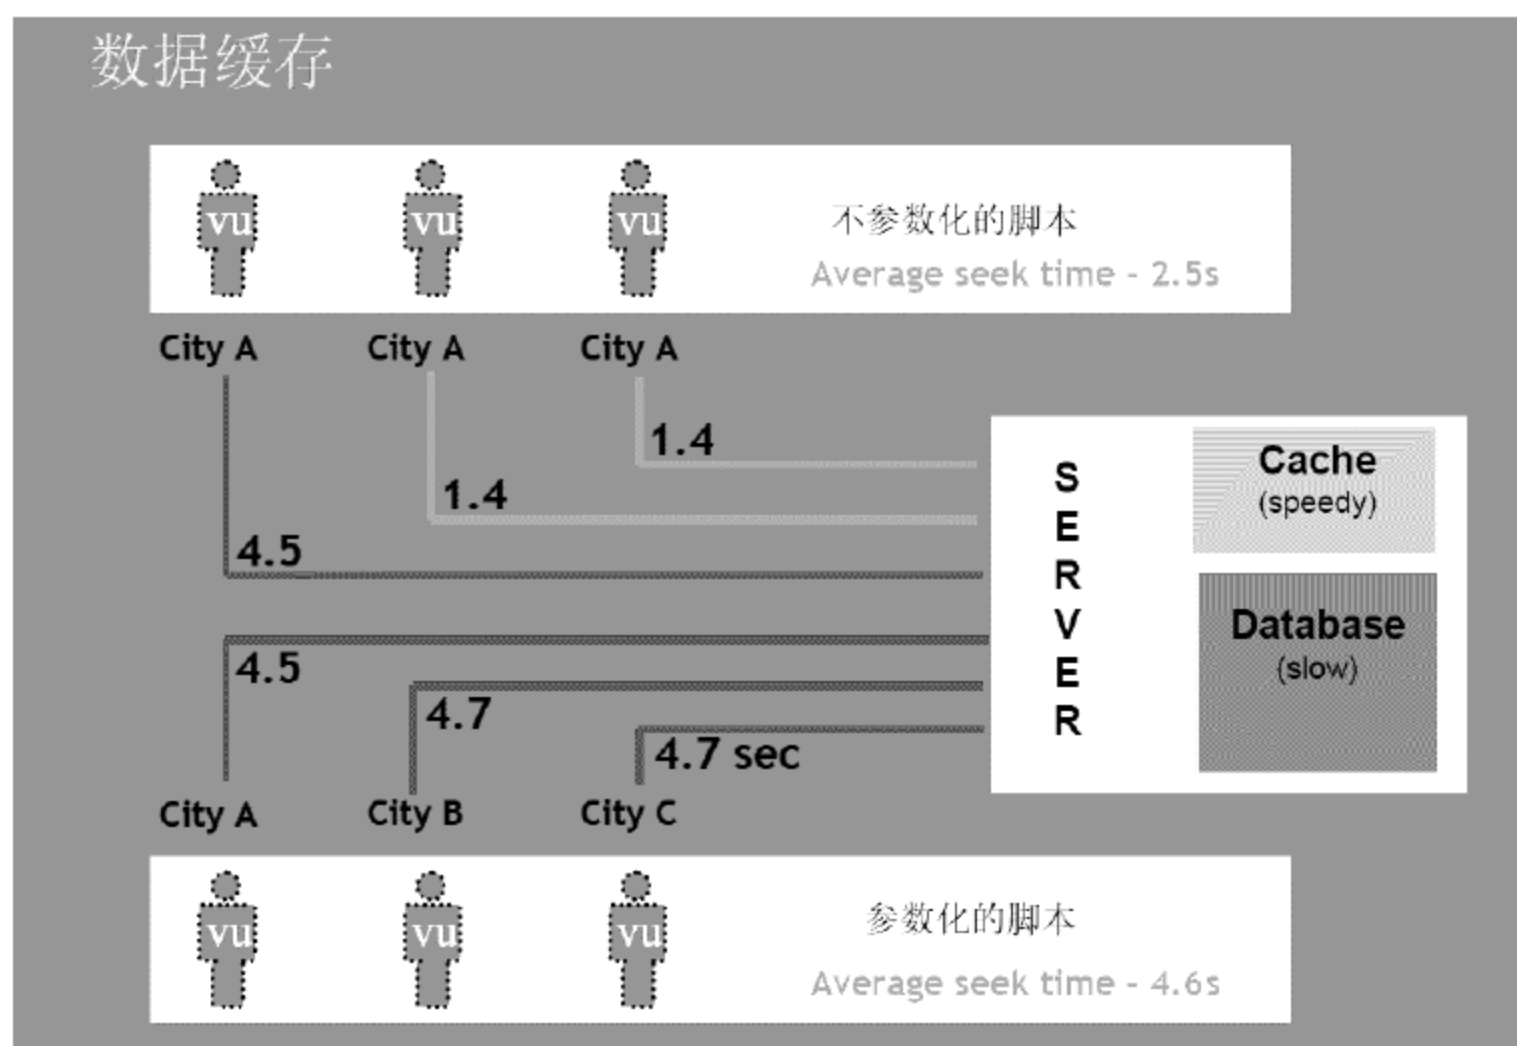 数据缓存
vu
vu
vu
不参数化的脚本
Average seek time - 2.5s
City A
City A
City A
1.4
1.4
4.5
S
E
R
V
E
R
Cache
(speedy)
Database
(slow)
4.5
4.7
4.7 sec
City A
City B
City C
vu
vu
vu
参数化的脚本
Average seek time - 4.6s